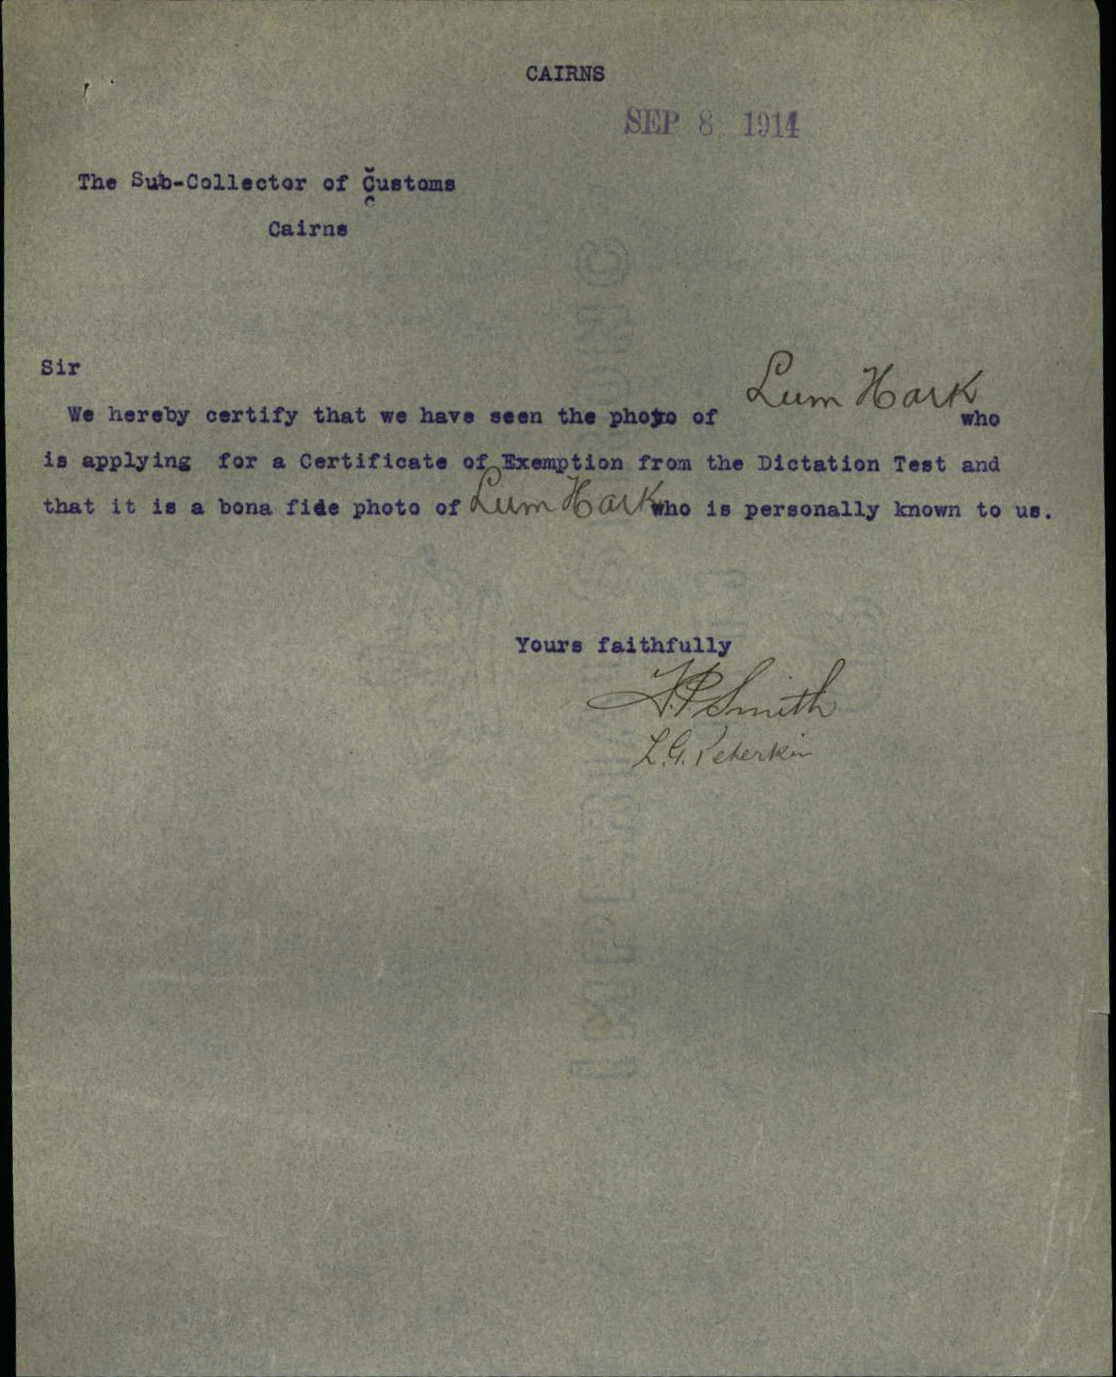 CAIRNS
SEP 8 1914
The Sub-Collector of Customs
Cairns
Sir
We hereby certify that we have seen the photo of Lum Hark who
is applying for a Certificate of Exemption from the Dictation Test and
that it is a bona fide photo of Lum Hark who is personally known to us.
Yours faithfully
Smith
L.G. Peterkin